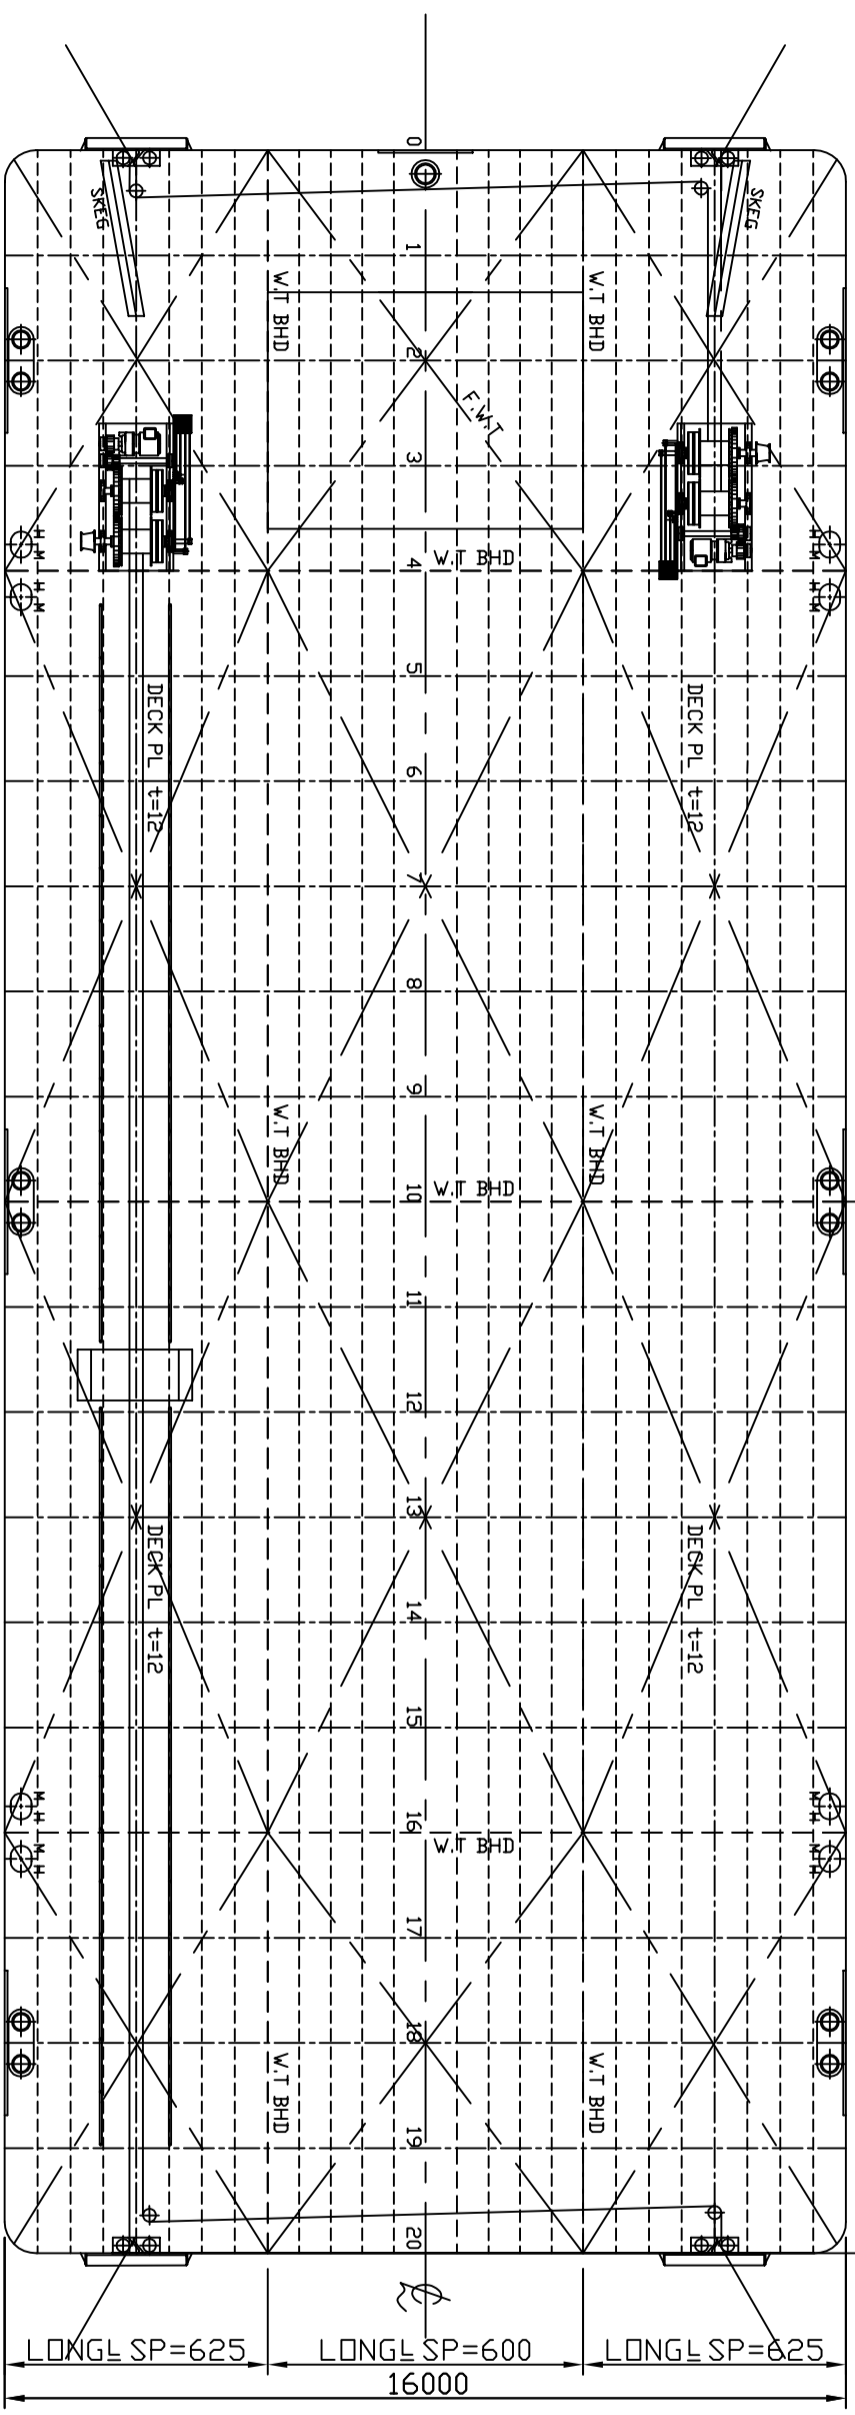 0
SKEG
SKEG
1
W.T BHD
W.T BHD
2
F.W.T
3
H M
M H
4
W.T BHD
H M
M H
5
DECK PL t=12
DECK PL t=12
6
7
8
9
W.T BHD
W.T BHD
10
W.T BHD
11
12
13
DECK PL t=12
DECK PL t=12
14
15
M H
M H
16
W.T BHD
M H
M H
17
18
W.T BHD
W.T BHD
19
20
LONGL SP=625
LONGL SP=600
LONGL SP=625
16000